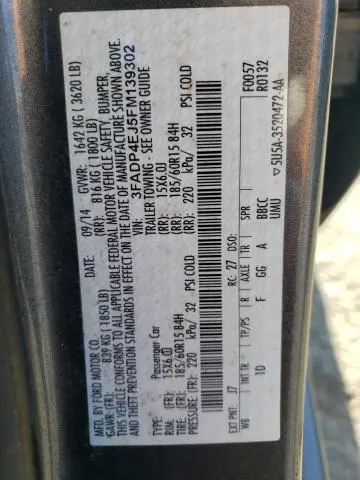 MFD. BY FORD MOTOR CO.
DATE: 09/14 GVWR: 1642 KG ( 3620 LB)
GAWR:(FR): 839 KG (1850 LB) (RR): 816 KG (1800 LB)
THIS VEHICLE CONFORMS TO ALL APPLICABLE FEDERAL MOTOR VEHICLE SAFETY, BUMPER,
AND THEFT PREVENTION STANDARDS IN EFFECT ON THE DATE OF MANUFACTURE SHOWN ABOVE
VIN: 3FADP4EJ5FM139302
TYPE: Passenger Car TRAILER TOWING - SEE OWNER GUIDE
RIM: (FR): 15X6.0J (RR): 15X6.0J
TIRE: (FR): 185/60R15 84H (RR): 185/60R15 84H
PRESSURE: (FR): 220 kPa/ 32 PSI COLD (RR): 220 kPa/ 32 PSI COLD
F0057
EXT PNT: J7 RC: 27 DSO: R0132
WB INT TR TP/PS R AXLE TR SPR
1D F GG A BBCC
UMU
▽5U5A-3520472-AA